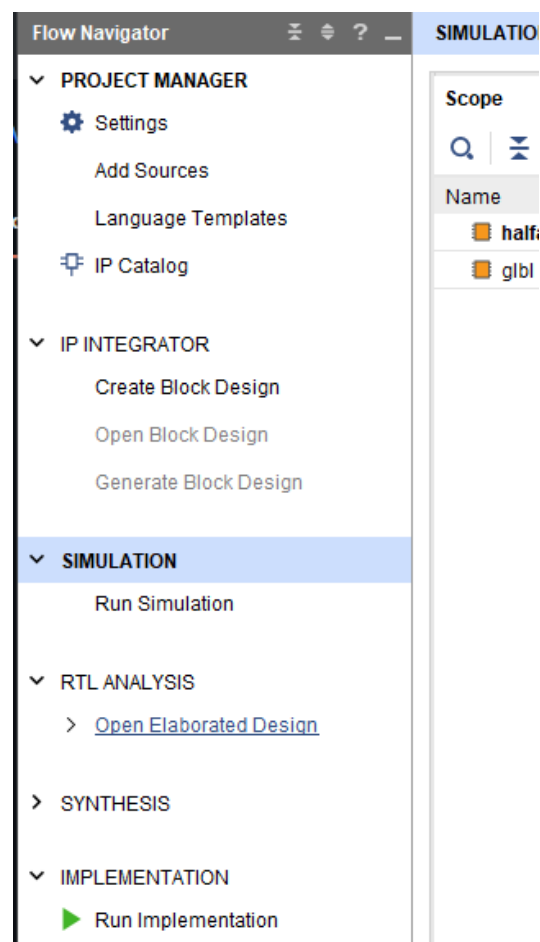 Flow Navigator ?
PROJECT MANAGER
Settings
Add Sources
Language Templates
IP Catalog
IP INTEGRATOR
Create Block Design
Open Block Design
Generate Block Design
SIMULATION
Run Simulation
RTL ANALYSIS
Open Elaborated Design
SYNTHESIS
IMPLEMENTATION
Run Implementation
SIMULATIO
Scope
Name
half
glbl